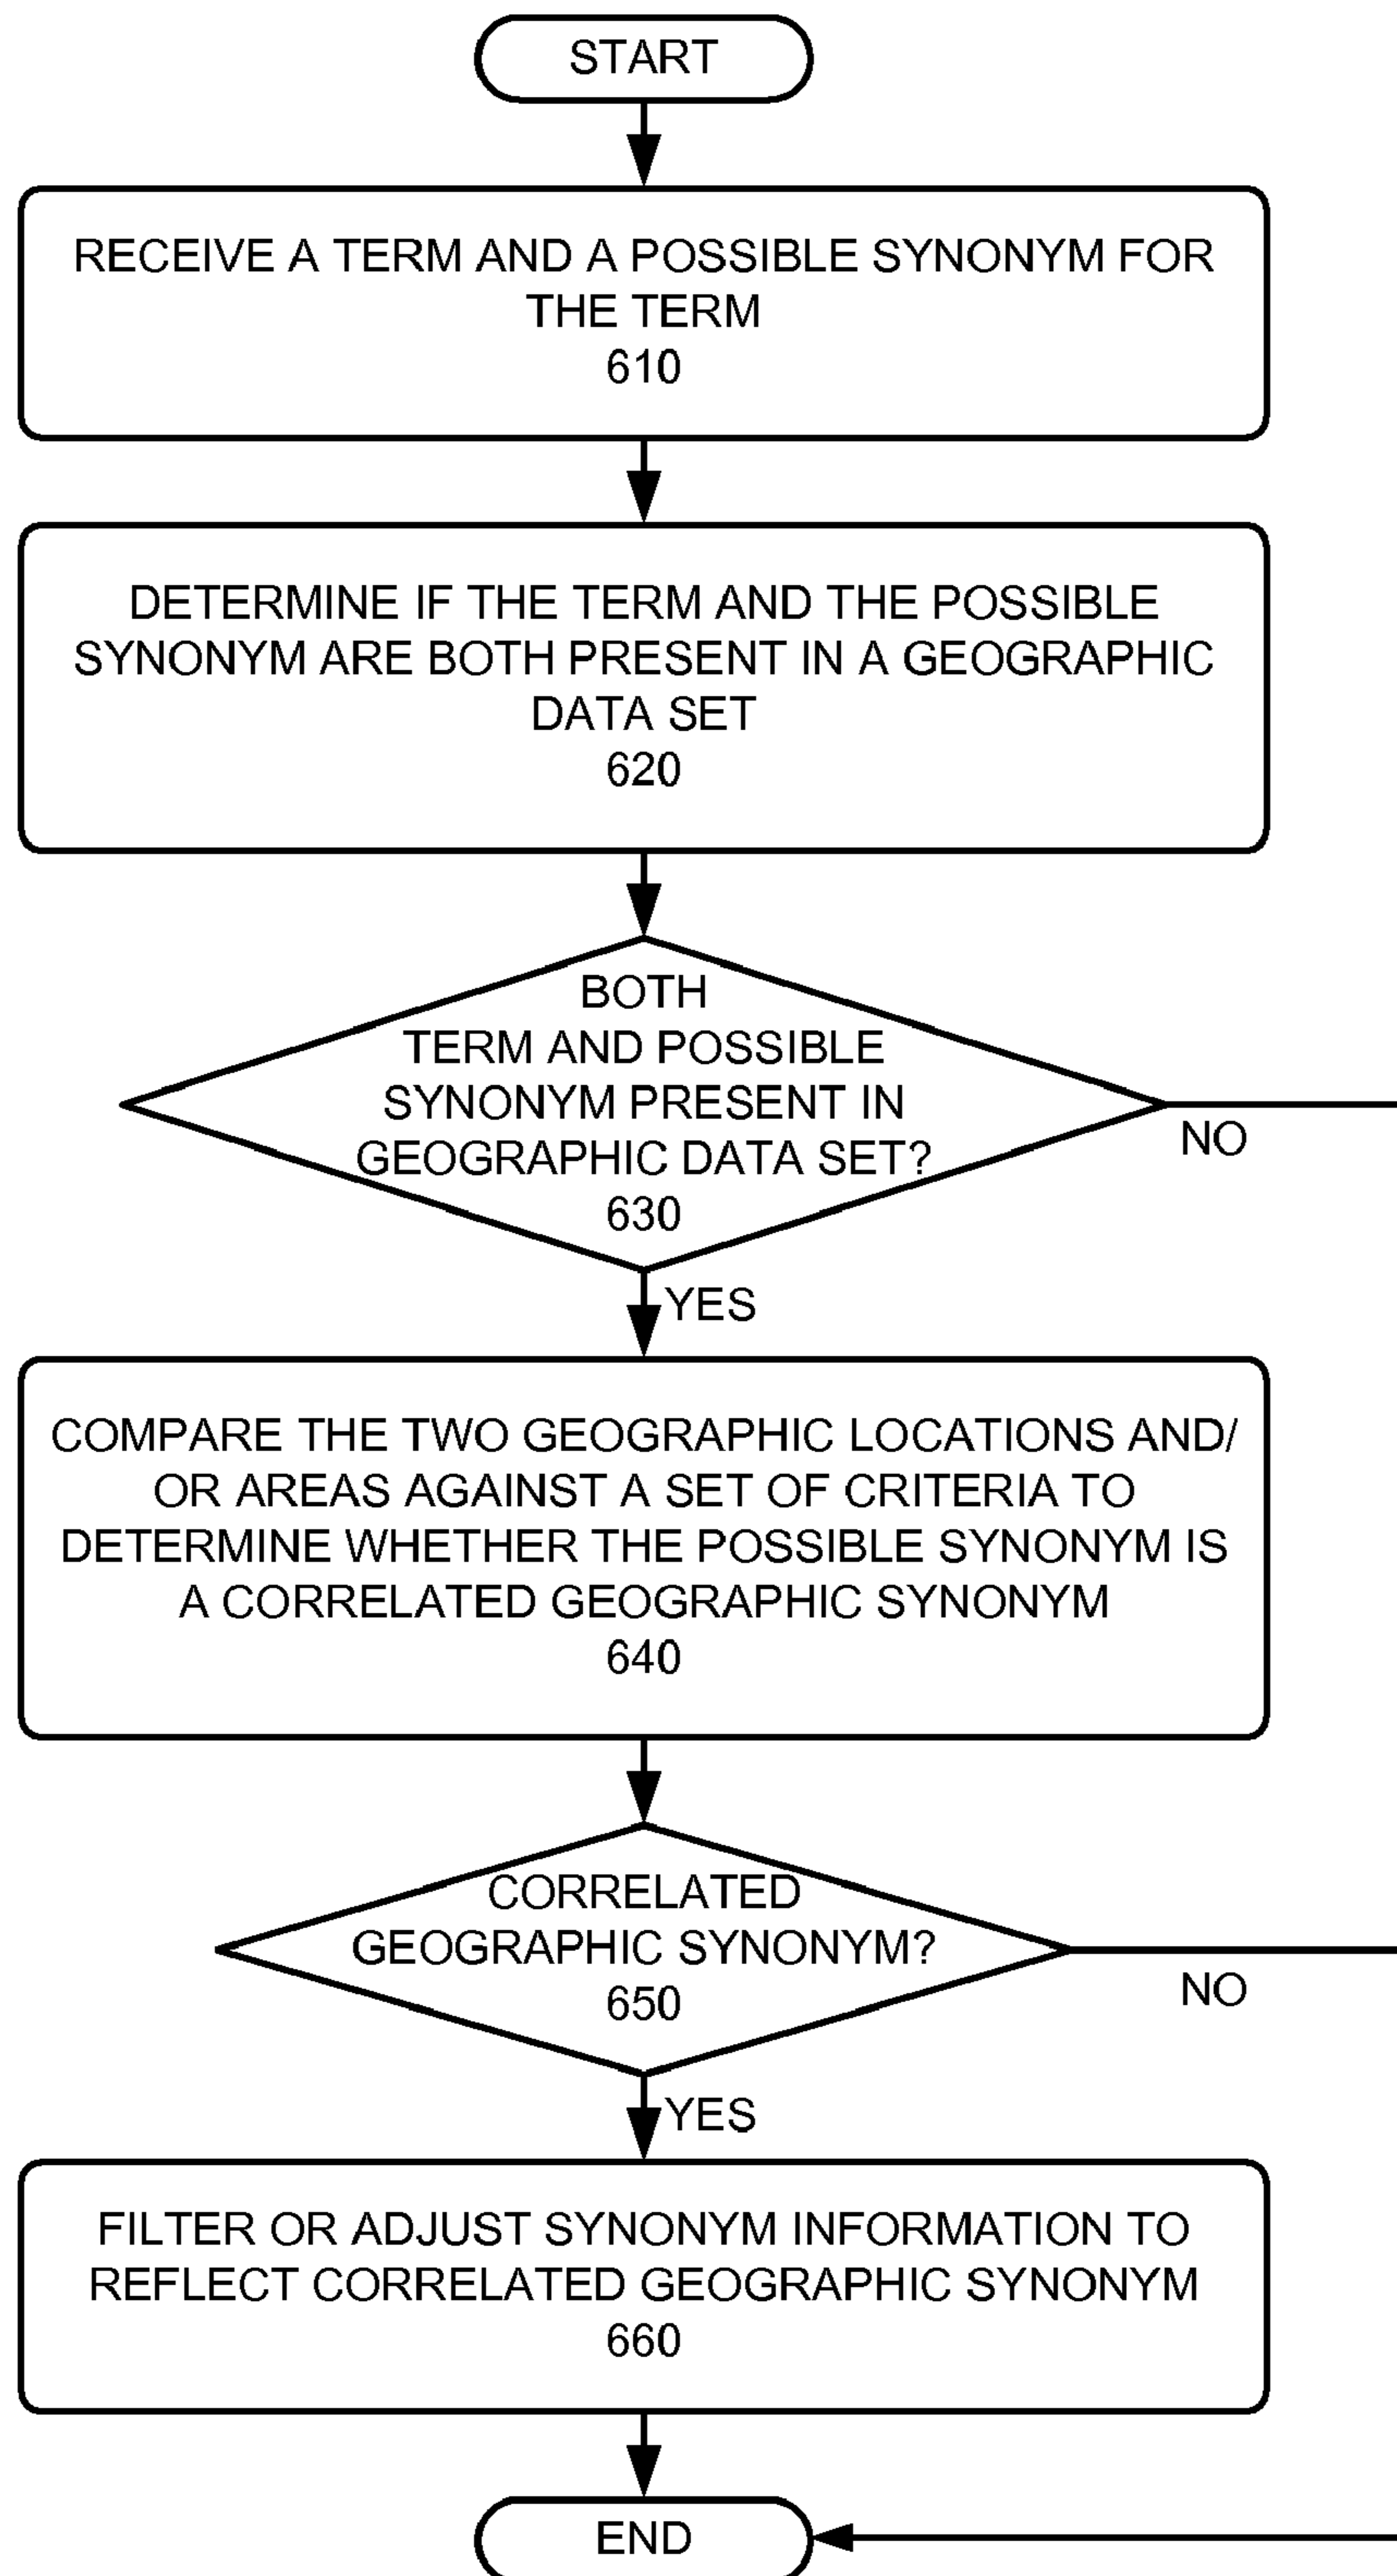 START
RECEIVE A TERM AND A POSSIBLE SYNONYM FOR
THE TERM
610
DETERMINE IF THE TERM AND THE POSSIBLE
SYNONYM ARE BOTH PRESENT IN A GEOGRAPHIC
DATA SET
620
BOTH
TERM AND POSSIBLE
SYNONYM PRESENT IN
GEOGRAPHIC DATA SET?
630
NO
YES
COMPARE THE TWO GEOGRAPHIC LOCATIONS AND/
OR AREAS AGAINST A SET OF CRITERIA TO
DETERMINE WHETHER THE POSSIBLE SYNONYM IS
A CORRELATED GEOGRAPHIC SYNONYM
640
CORRELATED
GEOGRAPHIC SYNONYM?
650
NO
YES
FILTER OR ADJUST SYNONYM INFORMATION TO
REFLECT CORRELATED GEOGRAPHIC SYNONYM
660
END